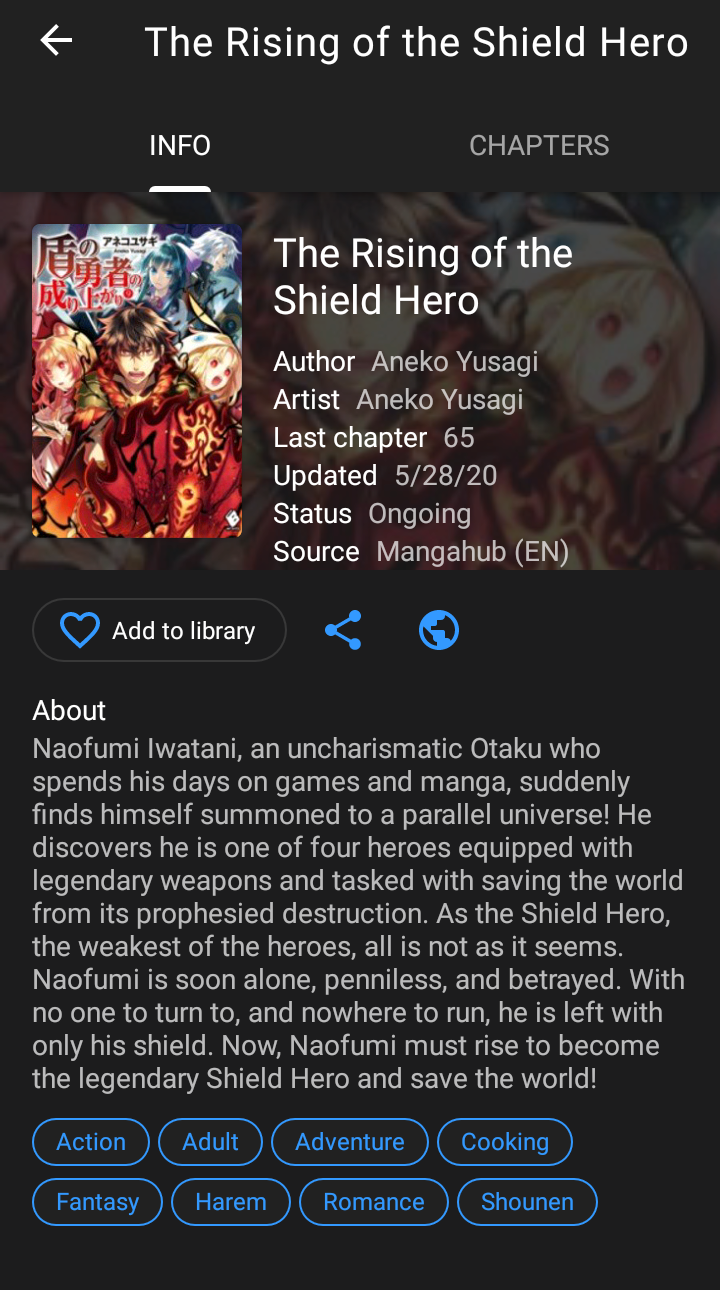 The Rising of the Shield Hero
INFO
CHAPTERS
盾の勇者の成り上がり
アネコユサギ
Aneko Yusagi
The Rising of the
Shield Hero
Author Aneko Yusagi
Artist Aneko Yusagi
Last chapter 65
Updated 5/28/20
Status Ongoing
Source Mangahub (EN)
Add to library
About
Naofumi Iwatani, an uncharismatic Otaku who
spends his days on games and manga, suddenly
finds himself summoned to a parallel universe! He
discovers he is one of four heroes equipped with
legendary weapons and tasked with saving the world
from its prophesied destruction. As the Shield Hero,
the weakest of the heroes, all is not as it seems.
Naofumi is soon alone, penniless, and betrayed. With
no one to turn to, and nowhere to run, he is left with
only his shield. Now, Naofumi must rise to become
the legendary Shield Hero and save the world!
Action
Adult
Adventure
Cooking
Fantasy
Harem
Romance
Shounen